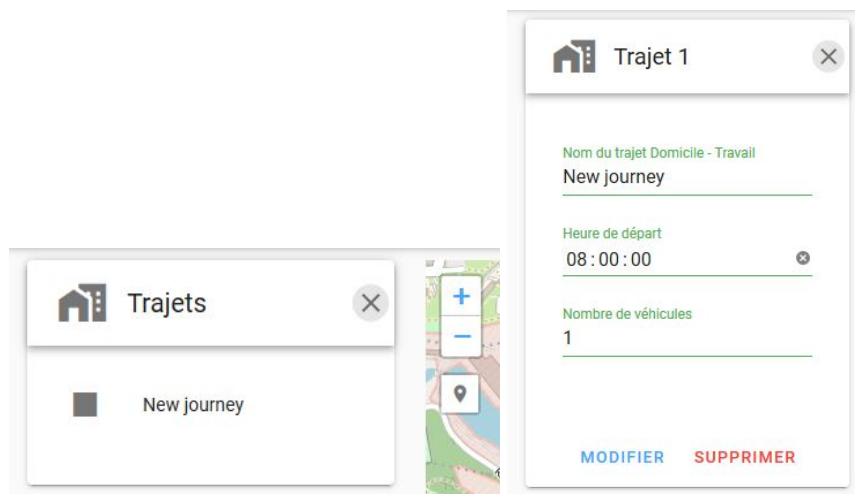 Trajets
New journey
+
−
Trajet 1
Nom du trajet Domicile - Travail
New journey
Heure de départ
08 : 00 : 00
Nombre de véhicules
1
MODIFIER SUPPRIMER